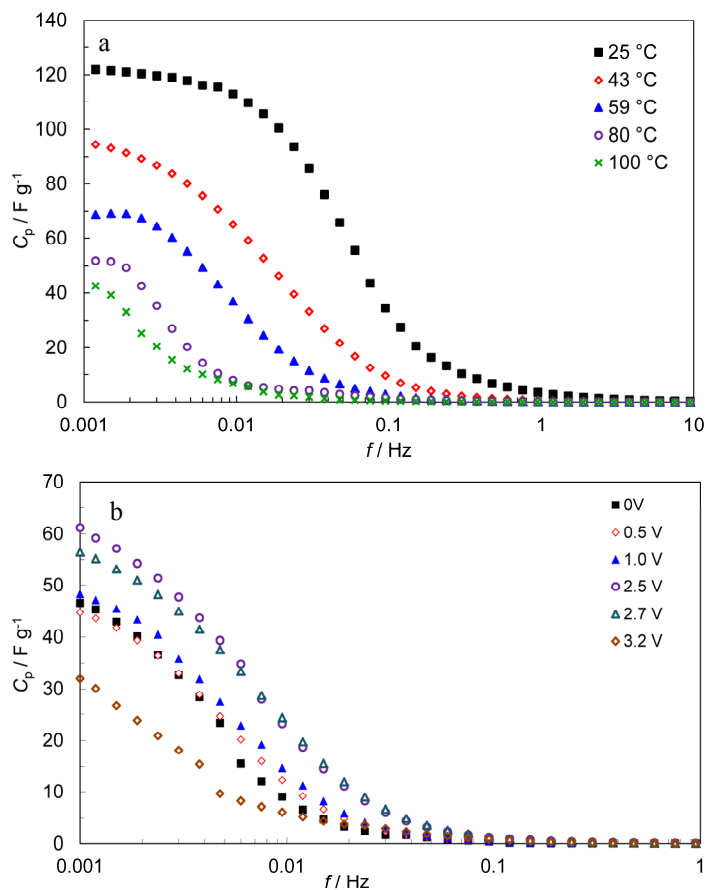 a
140
120
100
80
60
40
20
0
Cp / F g-1
0.001
0.01
0.1
1
10
f / Hz
25 °C
43 °C
59 °C
80 °C
100 °C
b
70
60
50
40
30
20
10
0
Cp / F g-1
0.001
0.01
0.1
1
f / Hz
0V
0.5 V
1.0 V
2.5 V
2.7 V
3.2 V